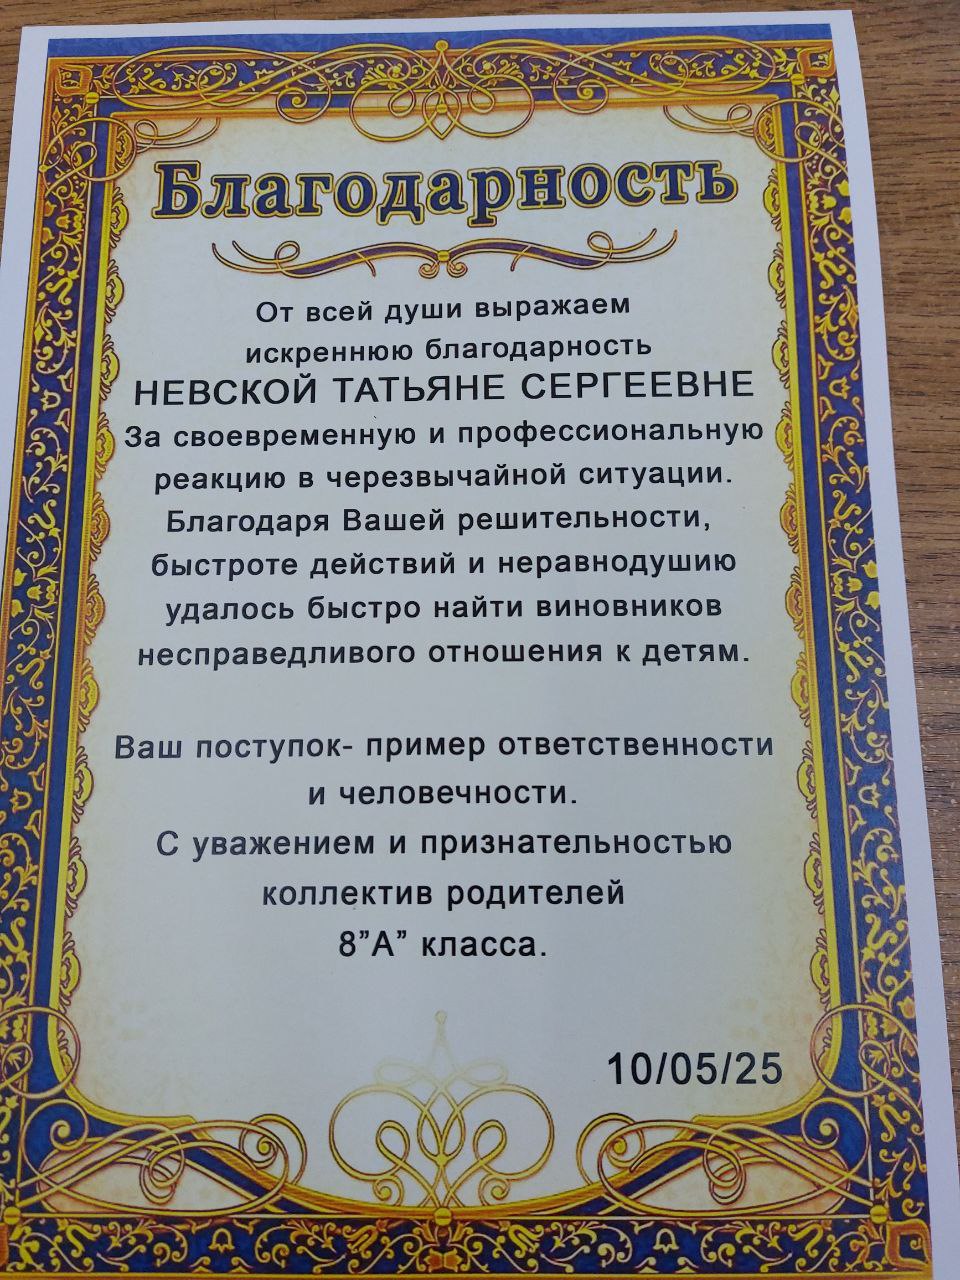 Благодарность
От всей души выражаем
искреннюю благодарность
НЕВСКОЙ ТАТЬЯНЕ СЕРГЕЕВНЕ
За своевременную и профессиональную
реакцию в черезвычайной ситуации.
Благодаря Вашей решительности,
быстроте действий и неравнодушию
удалось быстро найти виновников
несправедливого отношения к детям.
Ваш поступок- пример ответственности
и человечности.
С уважением и признательностью
коллектив родителей
8”А” класса.
10/05/25